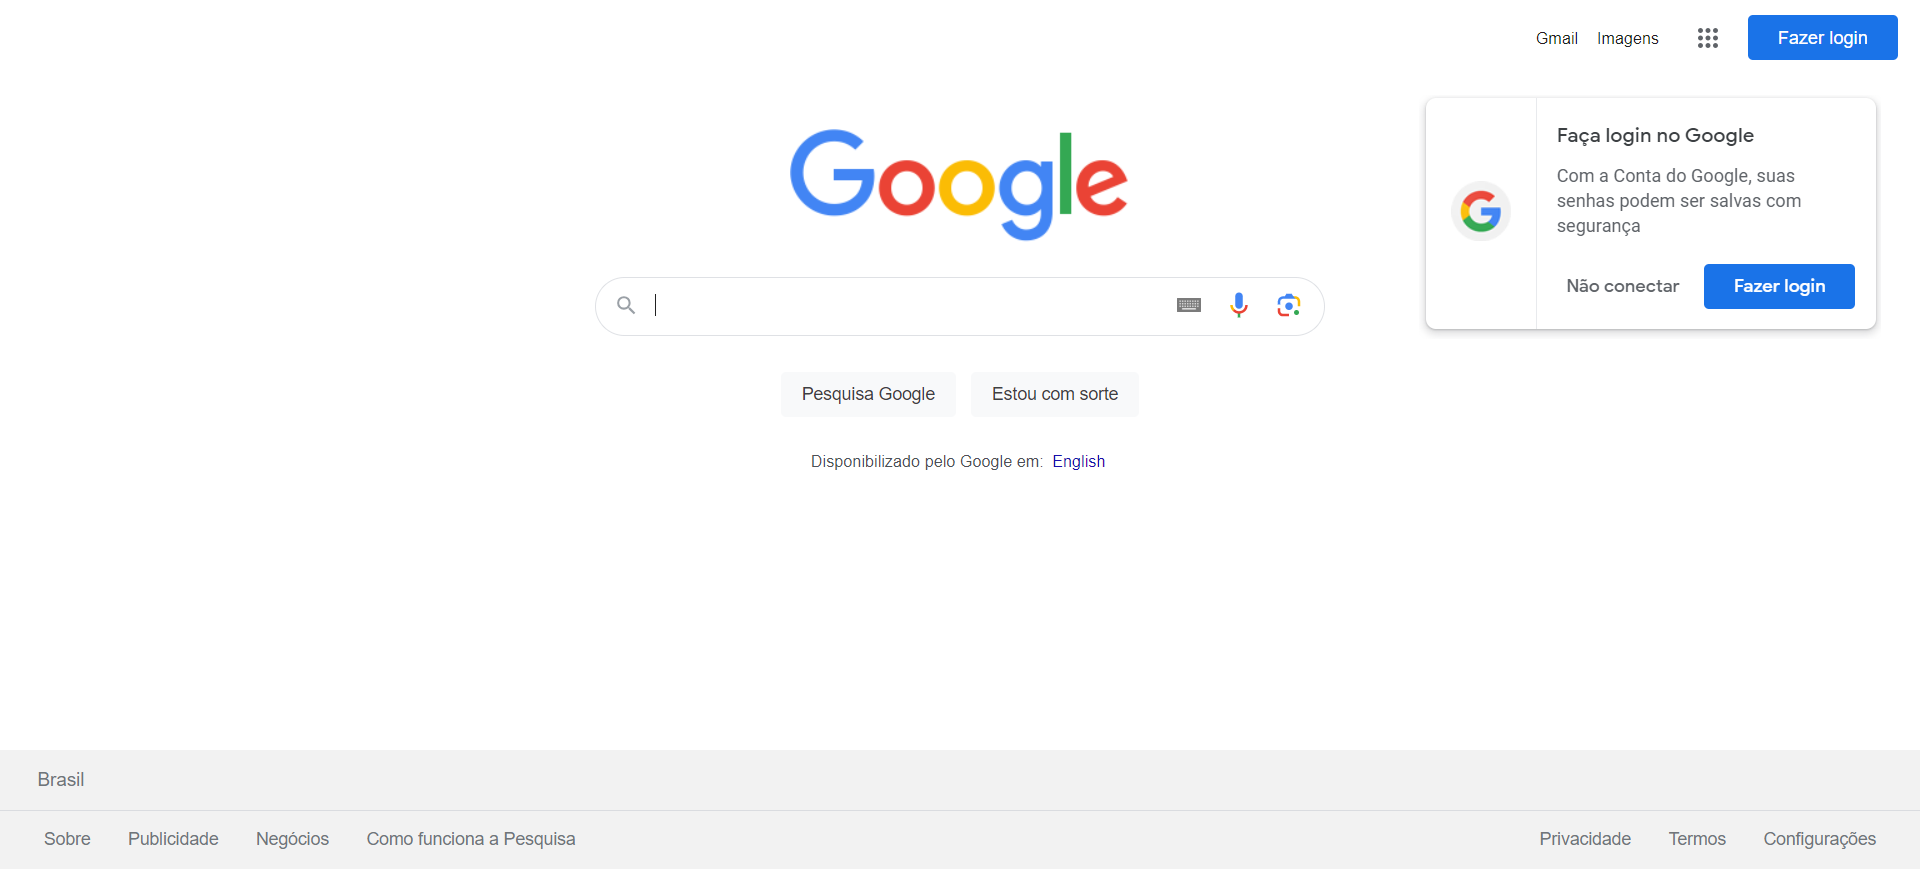 Gmail Imagens Fazer login
Google
Faça login no Google
Com a Conta do Google, suas
senhas podem ser salvas com
segurança
Não conectar Fazer login
Pesquisa Google Estou com sorte
Disponibilizado pelo Google em: English
Brasil
Sobre Publicidade Negócios Como funciona a Pesquisa Privacidade Termos Configurações